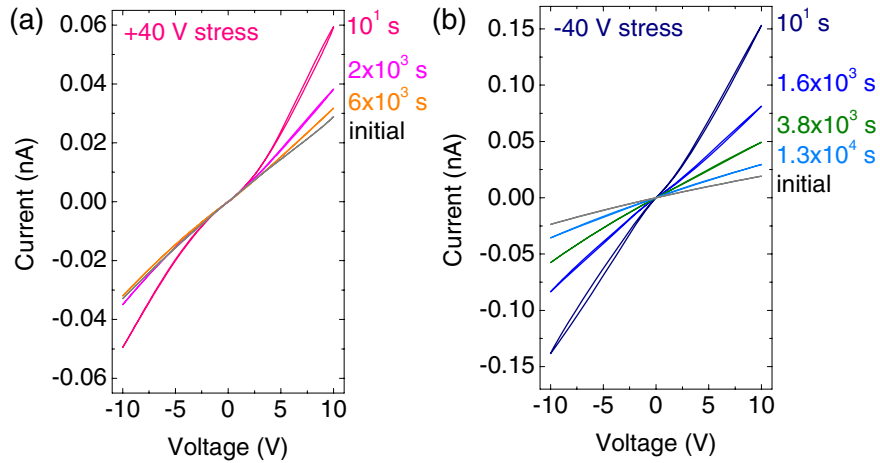 (a)
+40 V stress
10¹ s
2x10³ s
6x10³ s
initial
0.06
0.04
0.02
0.00
-0.02
-0.04
-0.06
Current (nA)
-10 -5 0 5 10
Voltage (V)
(b)
-40 V stress
10¹ s
1.6x10³ s
3.8x10³ s
1.3x10⁴ s
initial
0.15
0.10
0.05
0.00
-0.05
-0.10
-0.15
Current (nA)
-10 -5 0 5 10
Voltage (V)